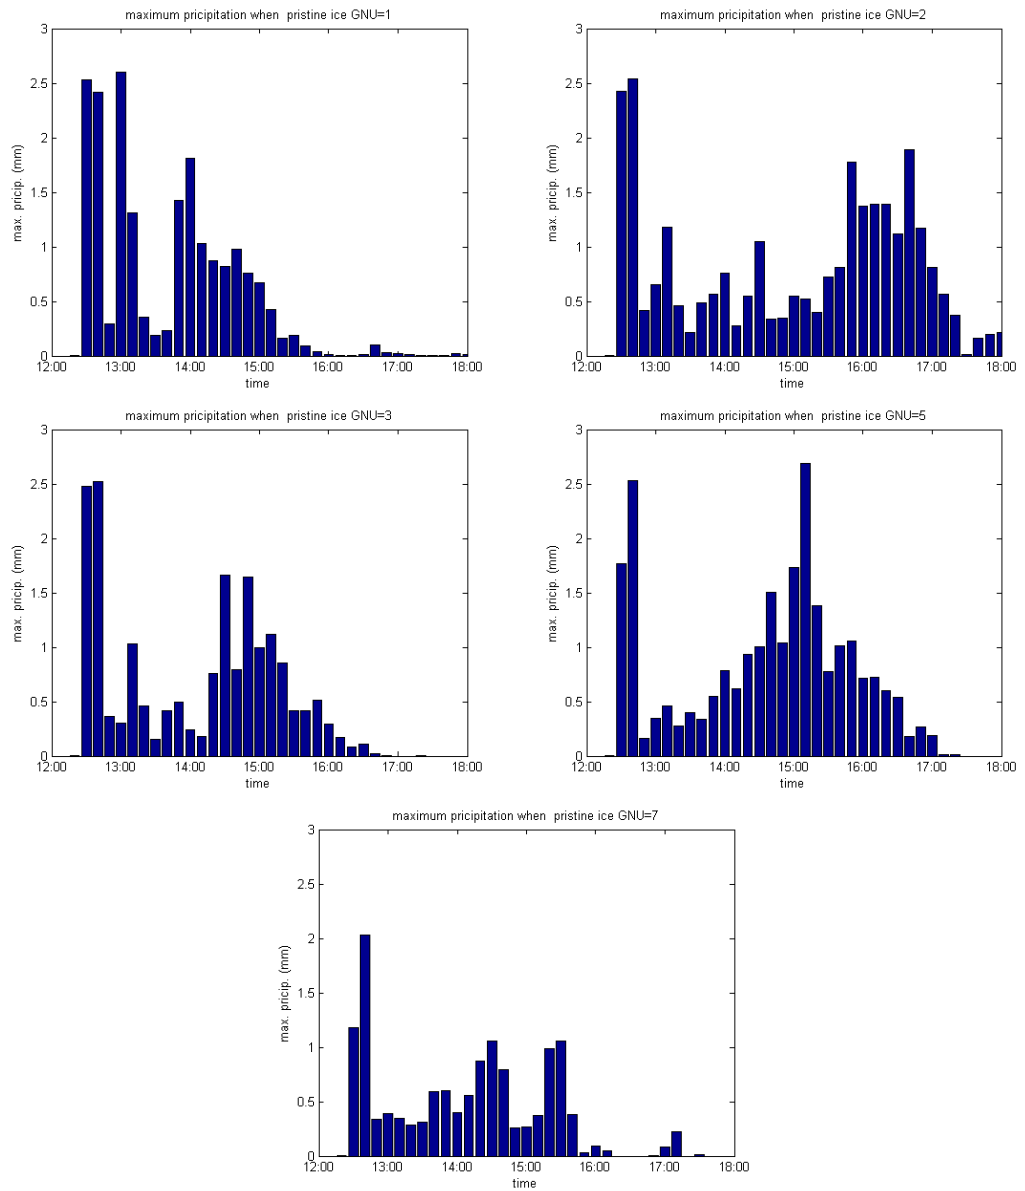 maximum pricipitation when  pristine ice GNU=1
3
2.5
2
1.5
1
0.5
0
max. pricip. (mm)
12:00 13:00 14:00 15:00 16:00 17:00 18:00
time
maximum pricipitation when  pristine ice GNU=2
3
2.5
2
1.5
1
0.5
0
max. pricip. (mm)
12:00 13:00 14:00 15:00 16:00 17:00 18:00
time
maximum pricipitation when  pristine ice GNU=3
3
2.5
2
1.5
1
0.5
0
max. pricip. (mm)
12:00 13:00 14:00 15:00 16:00 17:00 18:00
time
maximum pricipitation when  pristine ice GNU=5
3
2.5
2
1.5
1
0.5
0
max. pricip. (mm)
12:00 13:00 14:00 15:00 16:00 17:00 18:00
time
maximum pricipitation when  pristine ice GNU=7
3
2.5
2
1.5
1
0.5
0
max. pricip. (mm)
12:00 13:00 14:00 15:00 16:00 17:00 18:00
time